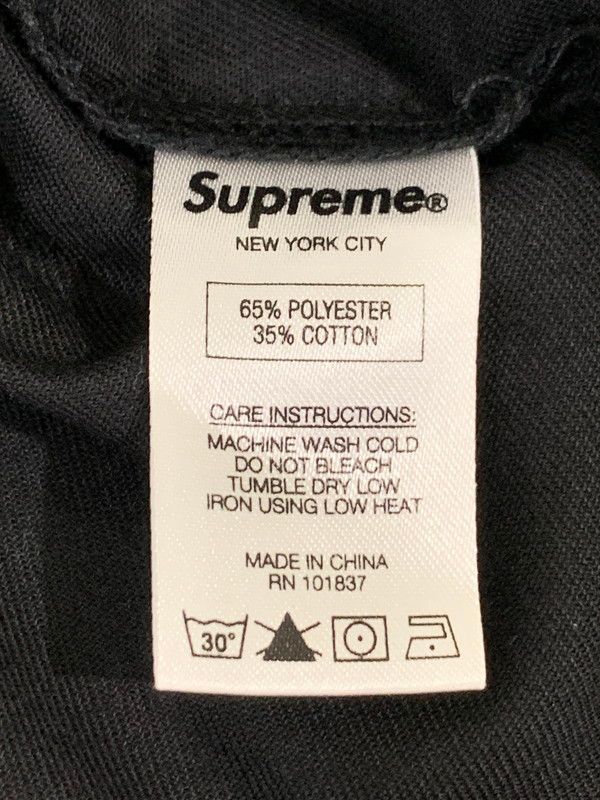 Supreme®
NEW YORK CITY
65% POLYESTER
35% COTTON
CARE INSTRUCTIONS:
MACHINE WASH COLD
DO NOT BLEACH
TUMBLE DRY LOW
IRON USING LOW HEAT
MADE IN CHINA
RN 101837
30°